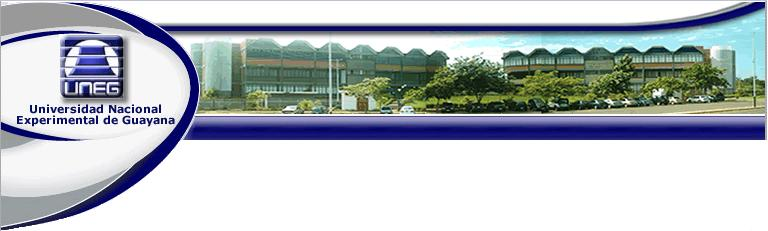 UNEG
Universidad Nacional
Experimental de Guayana